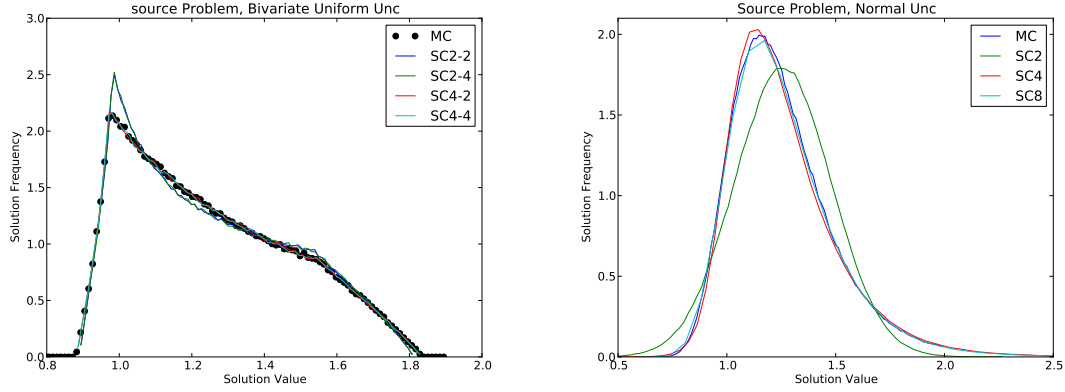 source Problem, Bivariate Uniform Unc
3.0
2.5
2.0
1.5
1.0
0.5
0.0
Solution Frequency
0.8
1.0
1.2
1.4
1.6
1.8
2.0
Solution Value
MC
SC2-2
SC2-4
SC4-2
SC4-4
Source Problem, Normal Unc
2.0
1.5
1.0
0.5
0.0
Solution Frequency
0.5
1.0
1.5
2.0
2.5
Solution Value
MC
SC2
SC4
SC8